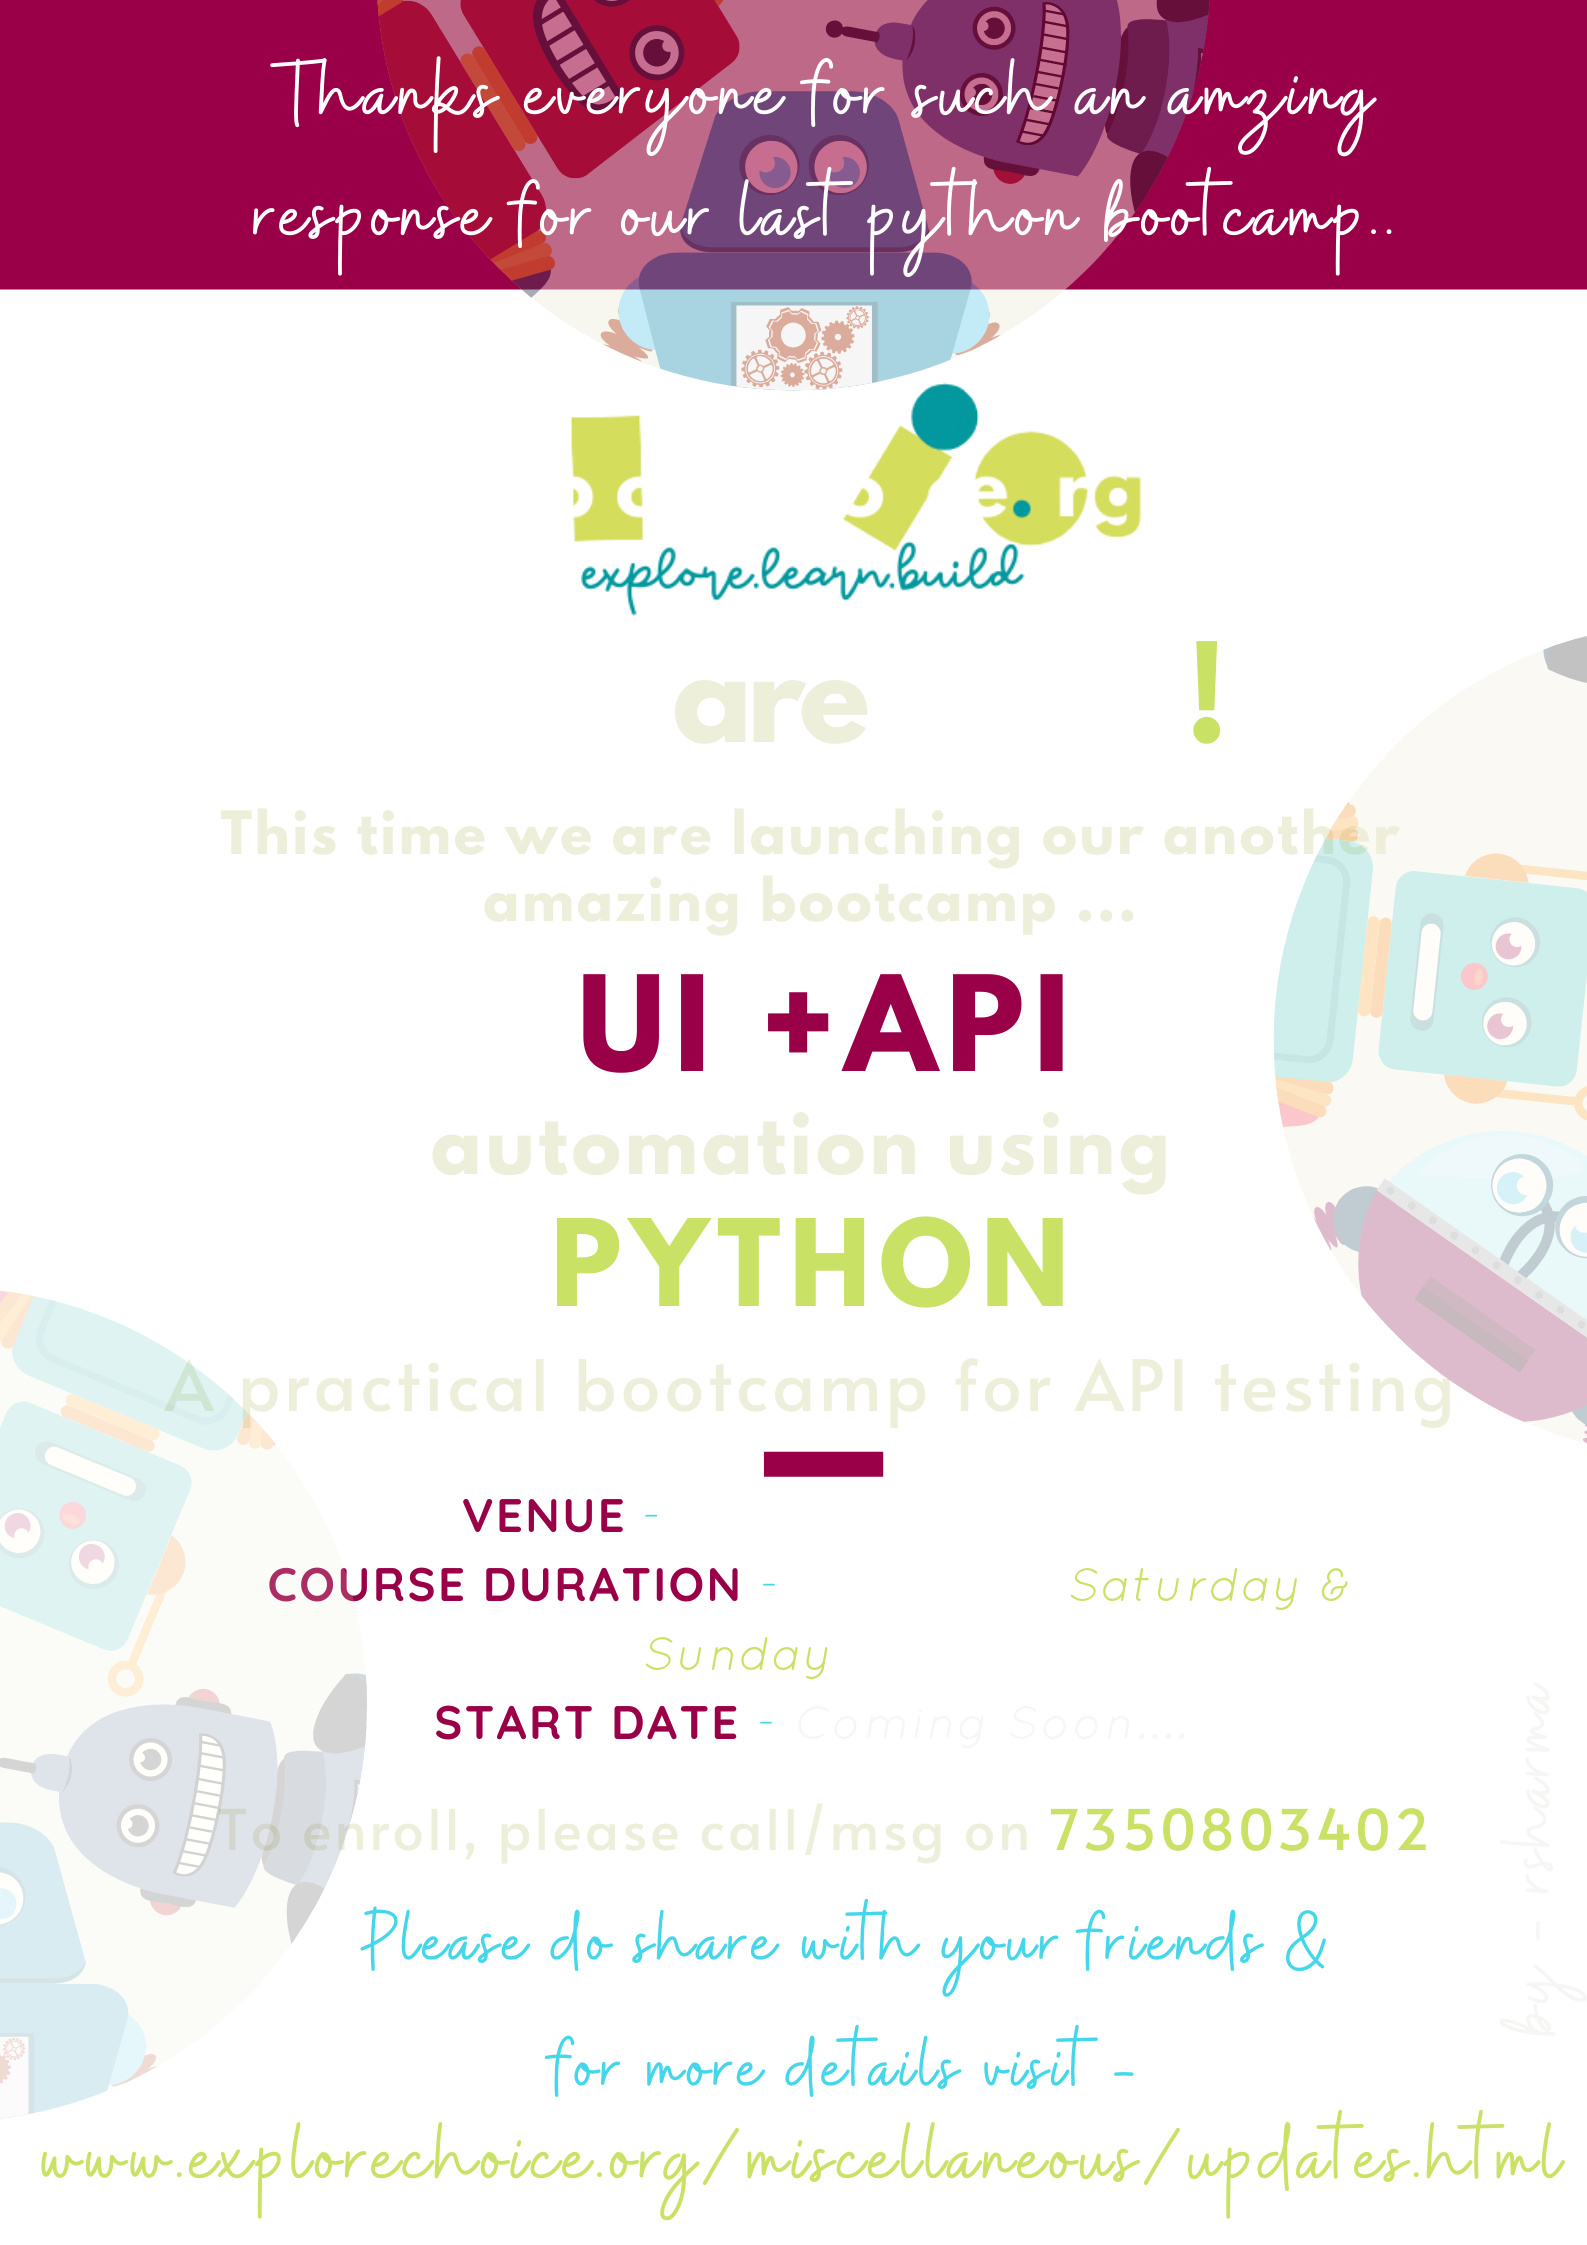 Thanks everyone for such an amzing
response for our last python bootcamp..
explore.learn.build
are !
This time we are launching our another
amazing bootcamp ...
UI +API
automation using
PYTHON
A practical bootcamp for API testing
VENUE -
COURSE DURATION - Saturday &
Sunday
START DATE - Coming Soon....
To enroll, please call/msg on 7350803402
Please do share with your friends &
for more details visit -
www.explorechoice.org/miscellaneous/updates.html
by - rsharma